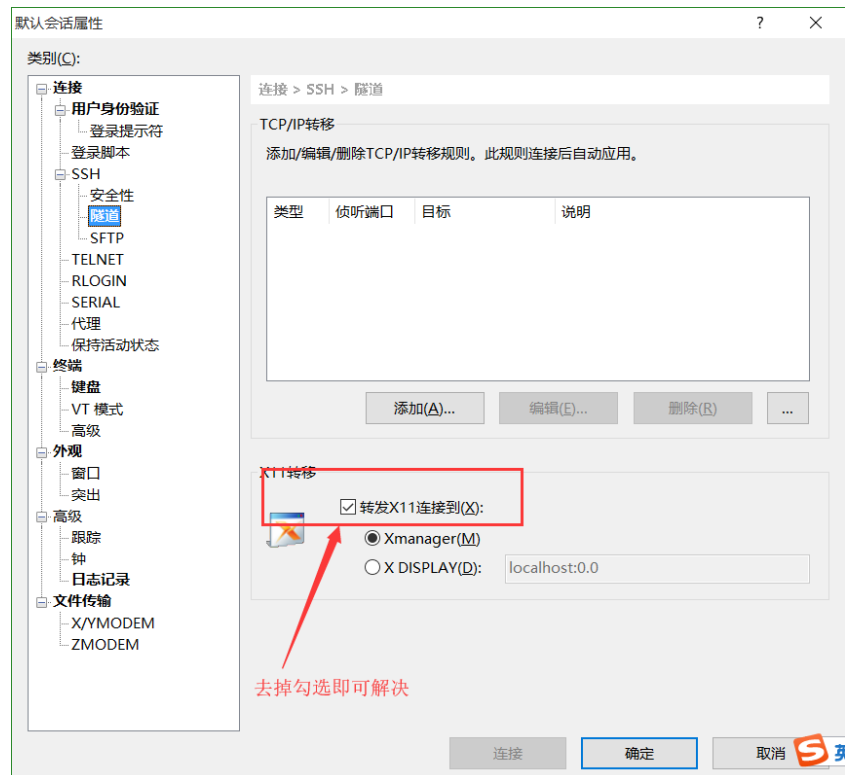 默认会话属性
类别(C):
连接
用户身份验证
登录提示符
登录脚本
SSH
安全性
隧道
SFTP
TELNET
RLOGIN
SERIAL
代理
保持活动状态
终端
键盘
VT 模式
高级
外观
窗口
突出
高级
跟踪
钟
日志记录
文件传输
X/YMODEM
ZMODEM
连接 > SSH > 隧道
TCP/IP转移
添加/编辑/删除TCP/IP转移规则。此规则连接后自动应用。
类型 侦听端口 目标 说明
添加(A)... 编辑(E)... 删除(R) ...
X11转移
转发X11连接到(X):
Xmanager(M)
X DISPLAY(D): localhost:0.0
去掉勾选即可解决
连接 确定 取消
英